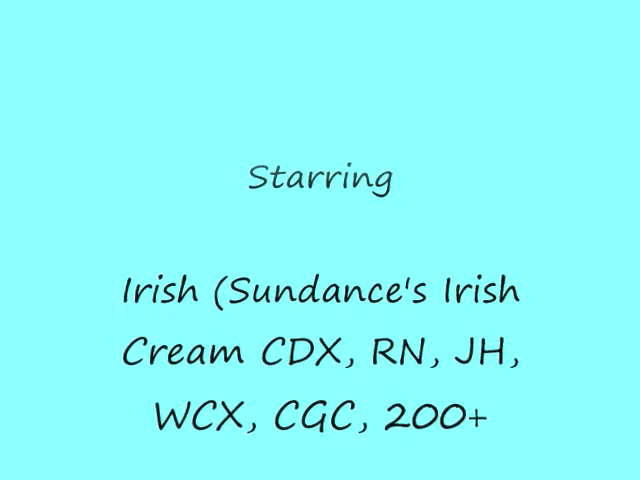 Starring
Irish (Sundance's Irish
Cream CDX, RN, JH,
WCX, CGC, 200+